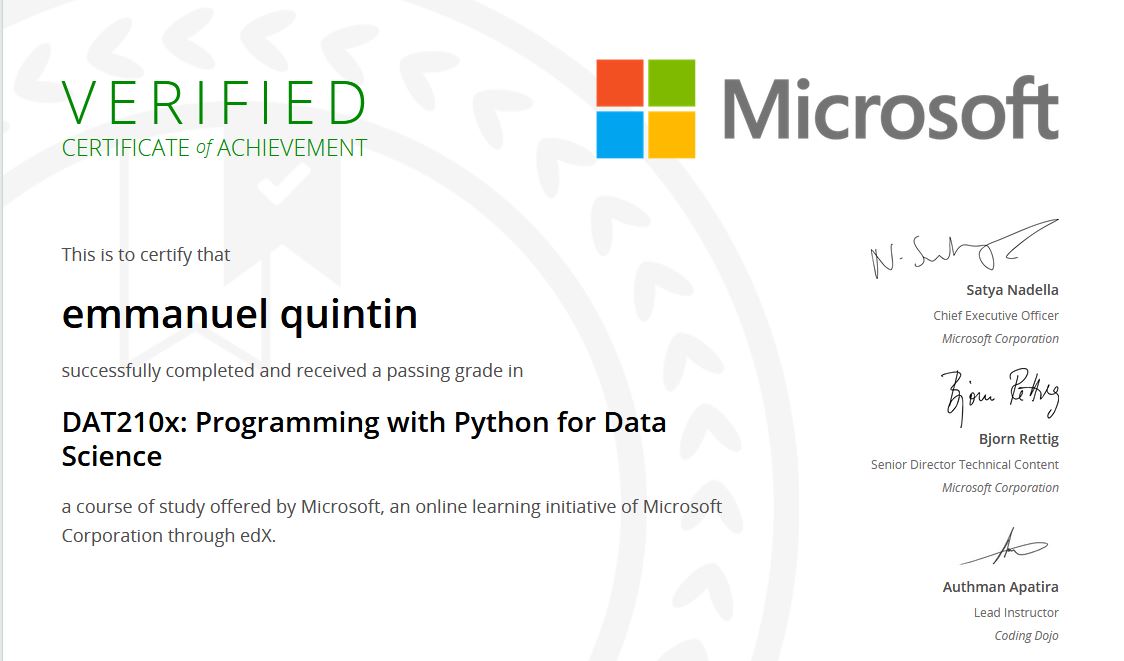 VERIFIED
CERTIFICATE of ACHIEVEMENT
Microsoft
This is to certify that
emmanuel quintin
successfully completed and received a passing grade in
DAT210x: Programming with Python for Data
Science
a course of study offered by Microsoft, an online learning initiative of Microsoft
Corporation through edX.
N. Satya
Satya Nadella
Chief Executive Officer
Microsoft Corporation
Bjorn Rettig
Bjorn Rettig
Senior Director Technical Content
Microsoft Corporation
Authman Apatira
Lead Instructor
Coding Dojo